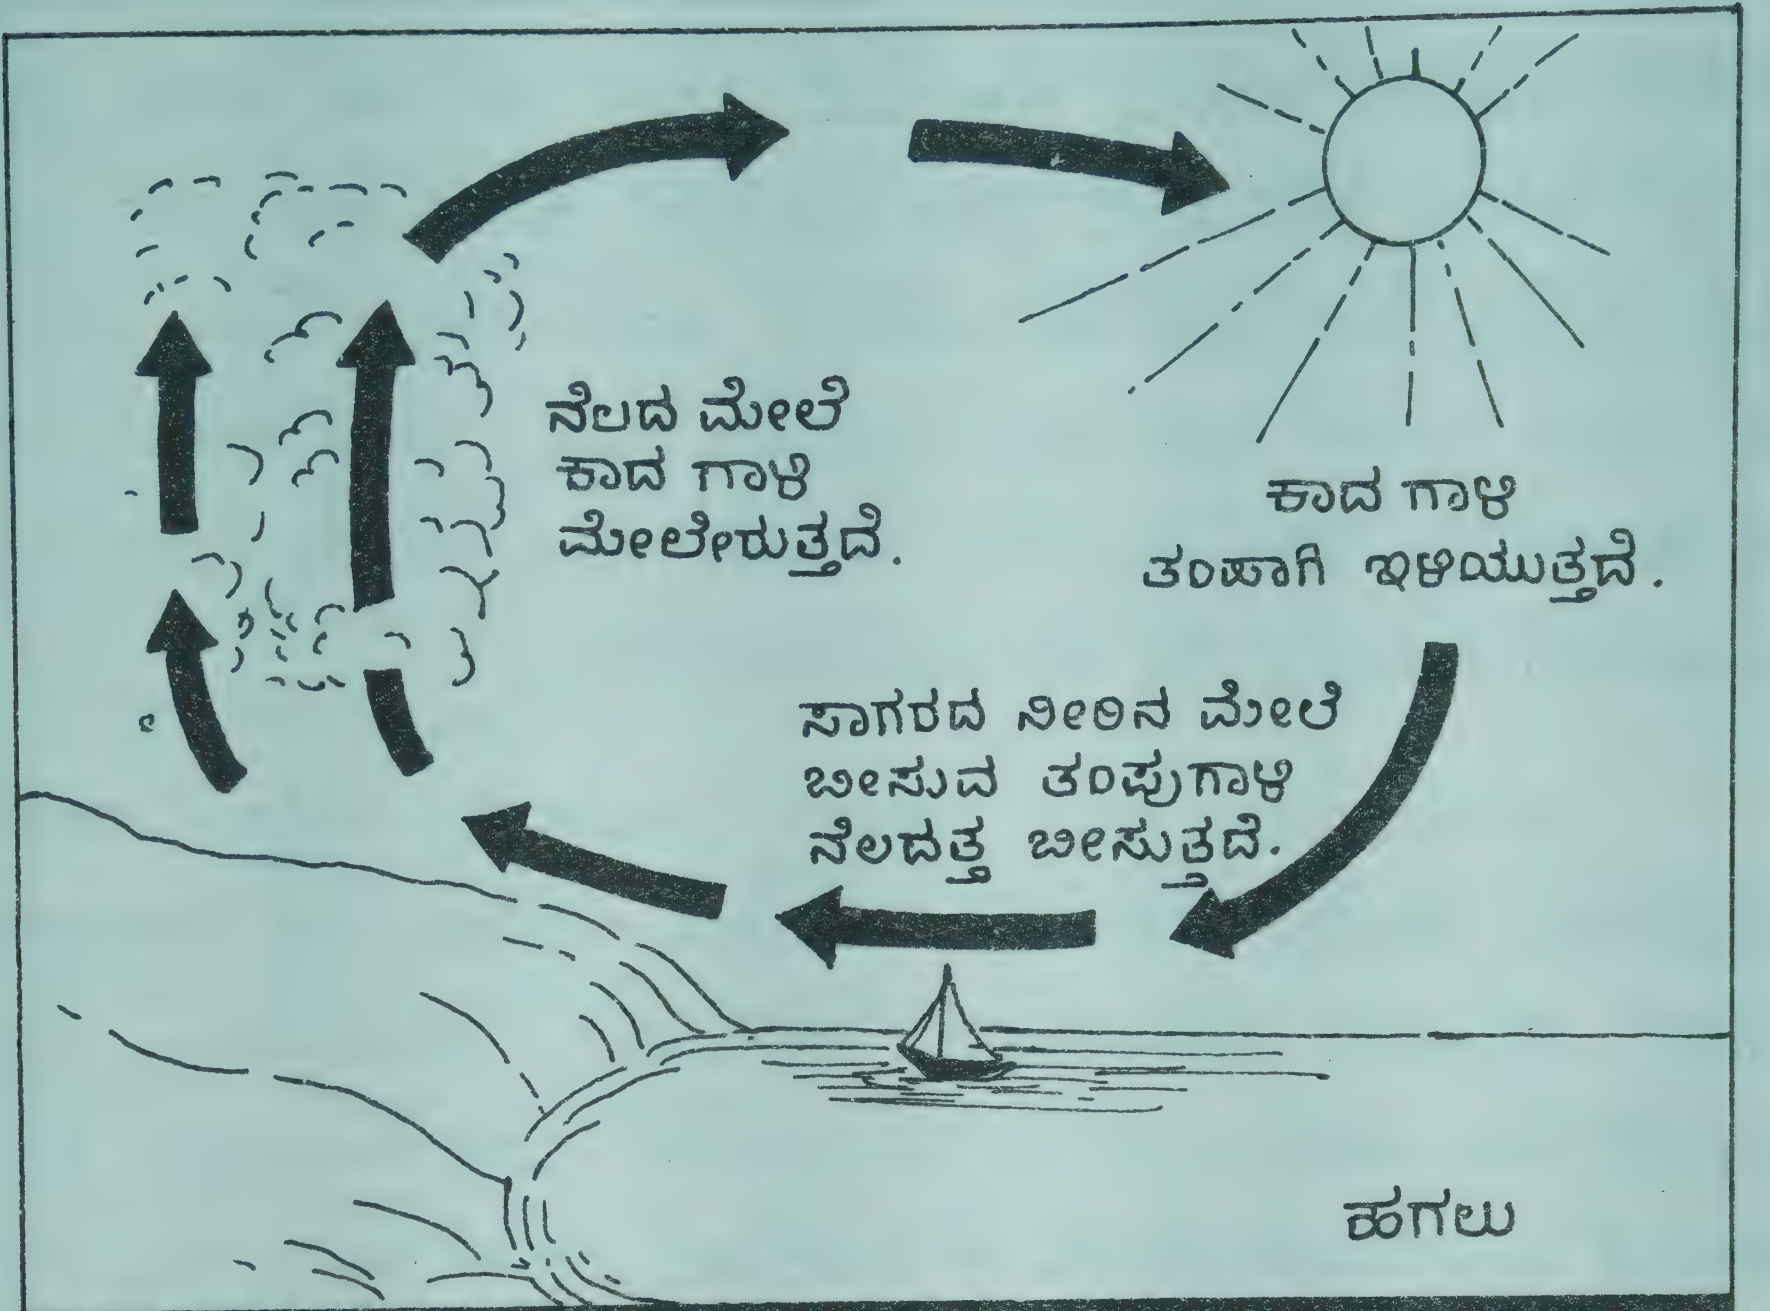 ನೆಲದ ಮೇಲೆ
ಕಾದ ಗಾಳಿ
ಮೇಲೇರುತ್ತದೆ.
ಕಾದ ಗಾಳಿ
ತಂಪಾಗಿ ಇಳಿಯುತ್ತದೆ.
ಸಾಗರದ ನೀರಿನ ಮೇಲೆ
ಬೀಸುವ ತಂಪುಗಾಳಿ
ನೆಲದತ್ತ ಬೀಸುತ್ತದೆ.
ಹಗಲು